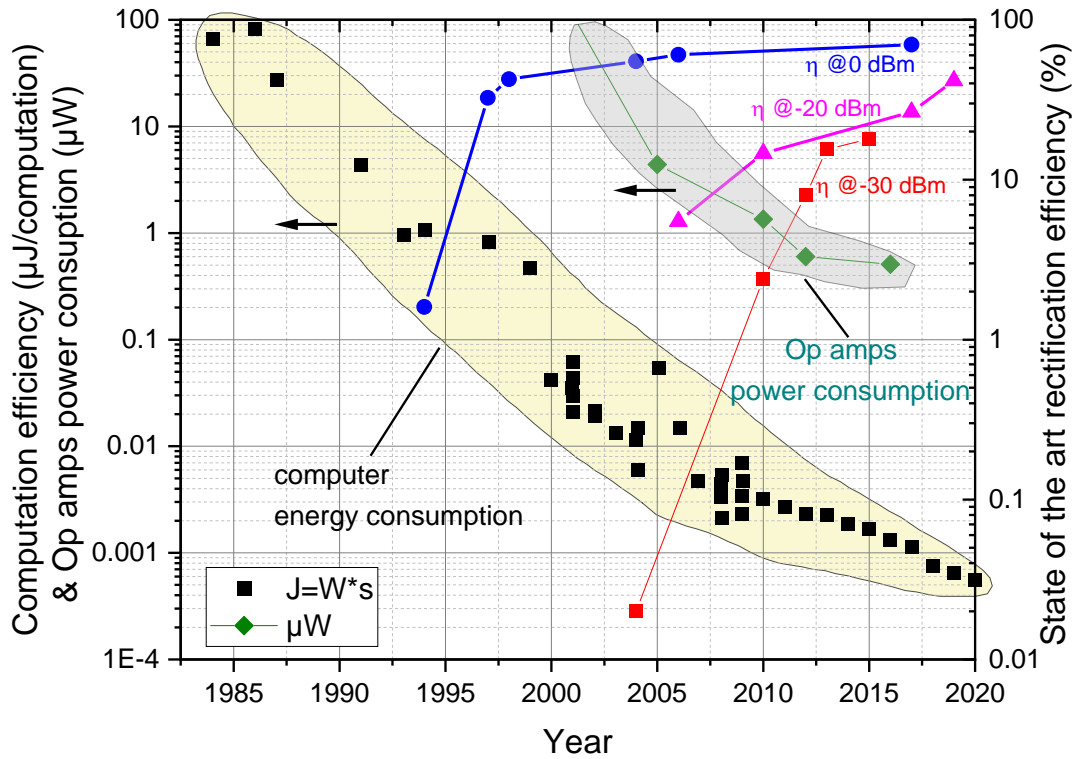 Computation efficiency (µJ/computation)
& Op amps power consuption (µW)
100
10
1
0.1
0.01
0.001
1E-4
100
10
1
0.1
0.01
State of the art rectification efficiency (%)
η @0 dBm
η @-20 dBm
η @-30 dBm
Op amps
power consumption
computer
energy consumption
J=W*s
µW
1985 1990 1995 2000 2005 2010 2015 2020
Year